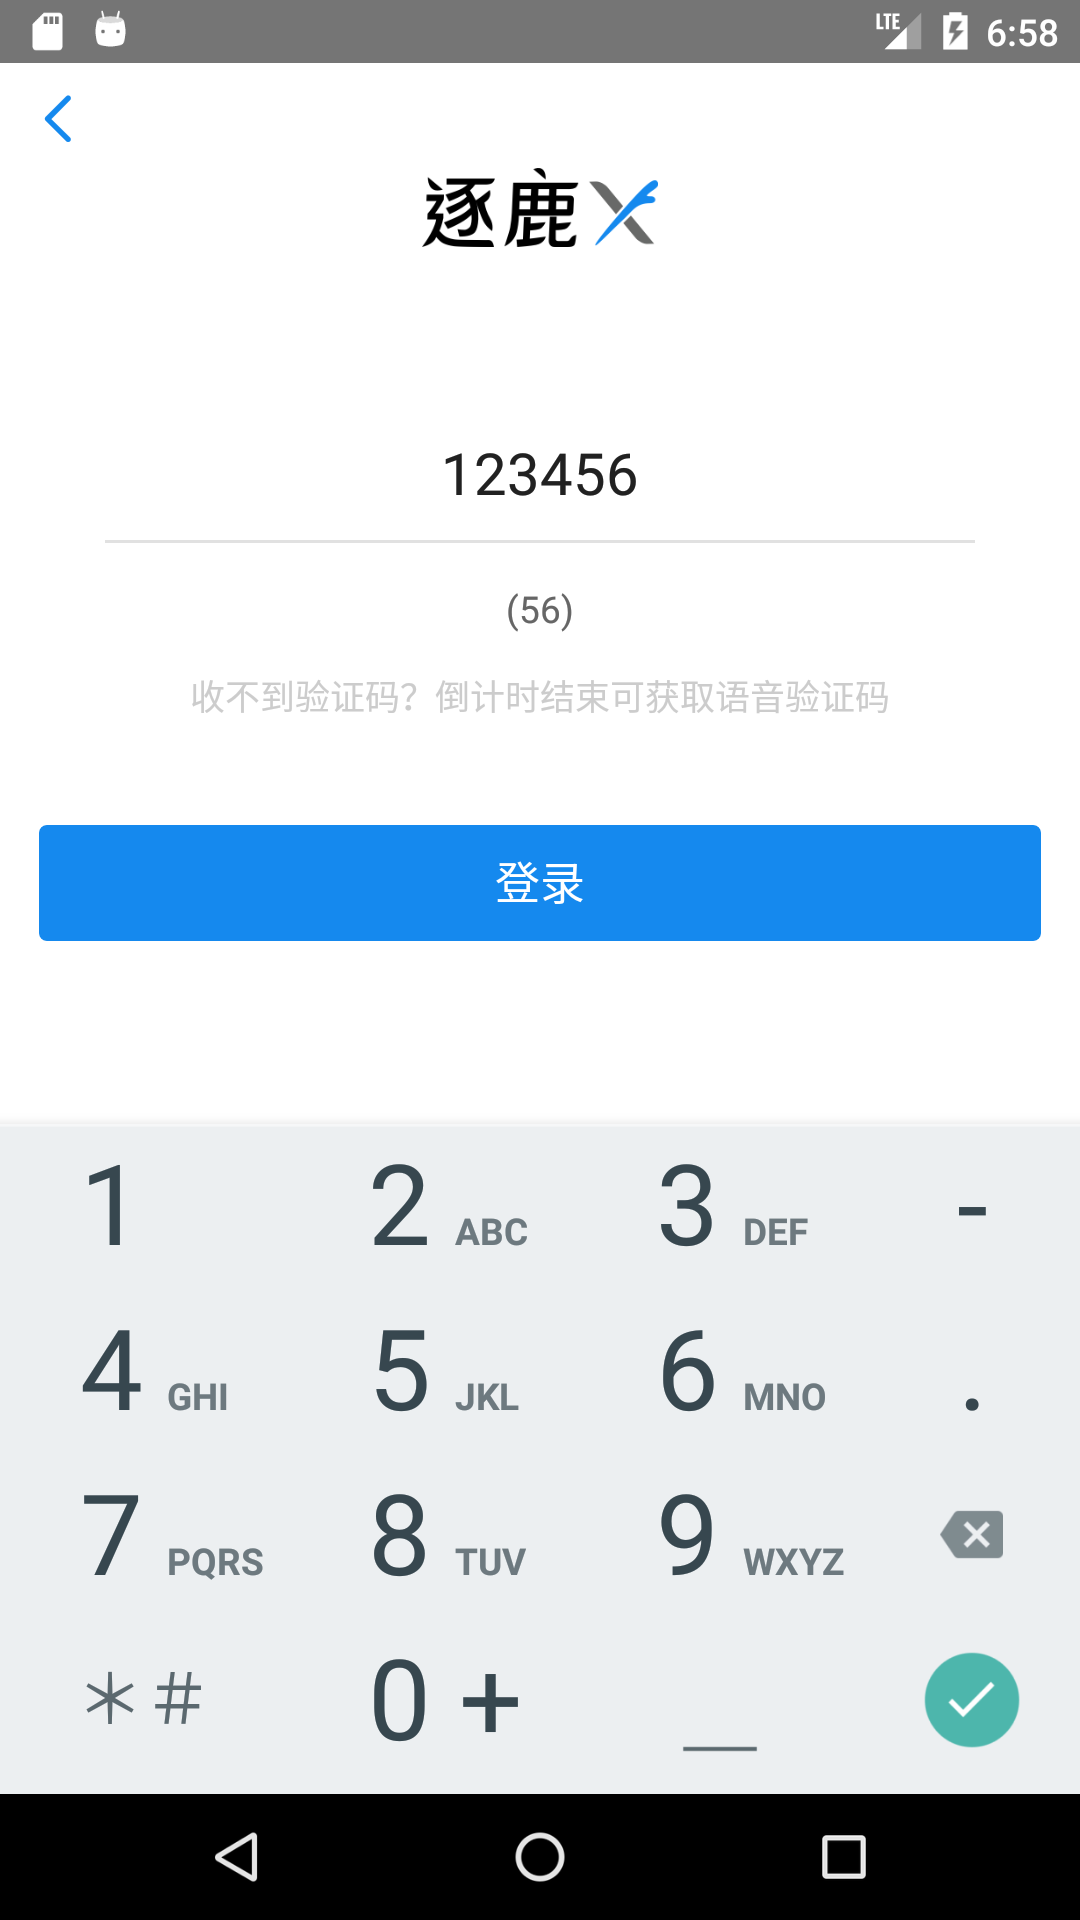 LTE 6:58
逐鹿X
123456
(56)
收不到验证码？倒计时结束可获取语音验证码
登录
1 2 ABC 3 DEF -
4 GHI 5 JKL 6 MNO .
7 PQRS 8 TUV 9 WXYZ
* # 0 + _